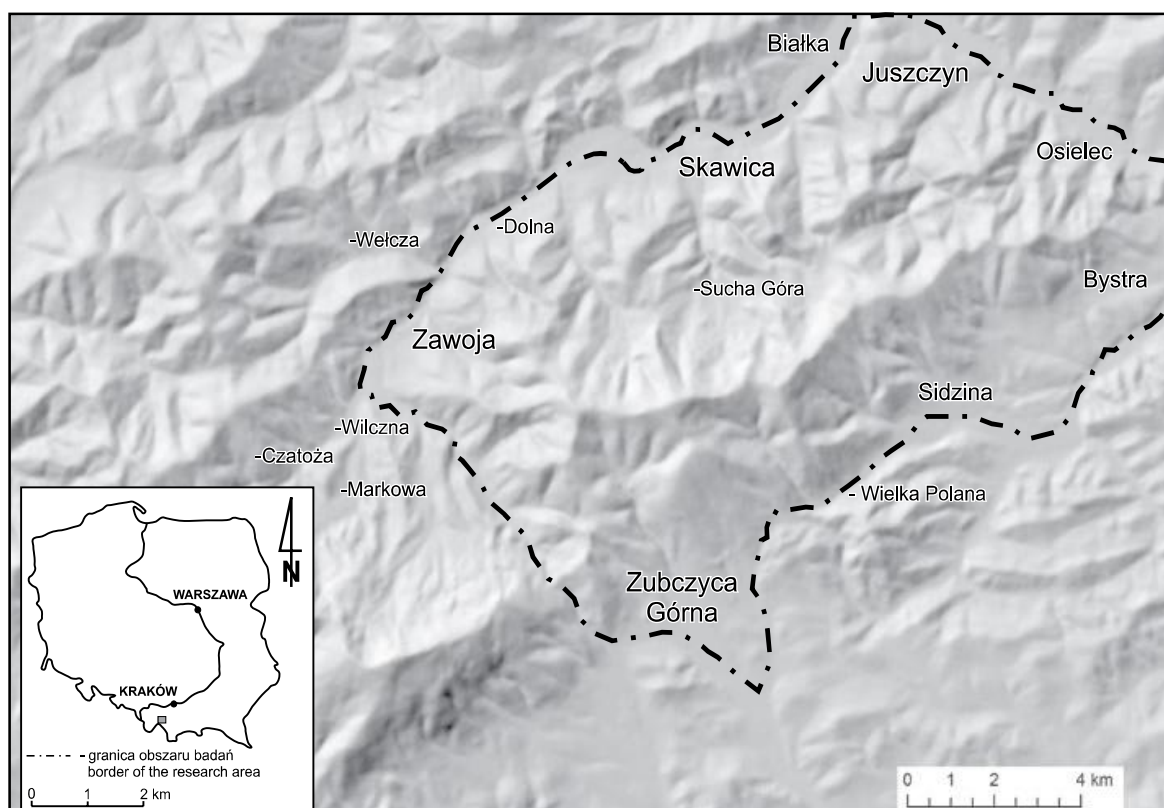 Białka
Juszczyn
Osielec
Skawica
-Dolna
-Wełcza
-Sucha Góra
Bystra
Zawoja
Sidzina
-Wilczna
-Czatoża
-Markowa
- Wielka Polana
Zubczyca
Górna
N
WARSZAWA
KRAKÓW
- granica obszaru badań
border of the research area
0 1 2 km
0 1 2 4 km